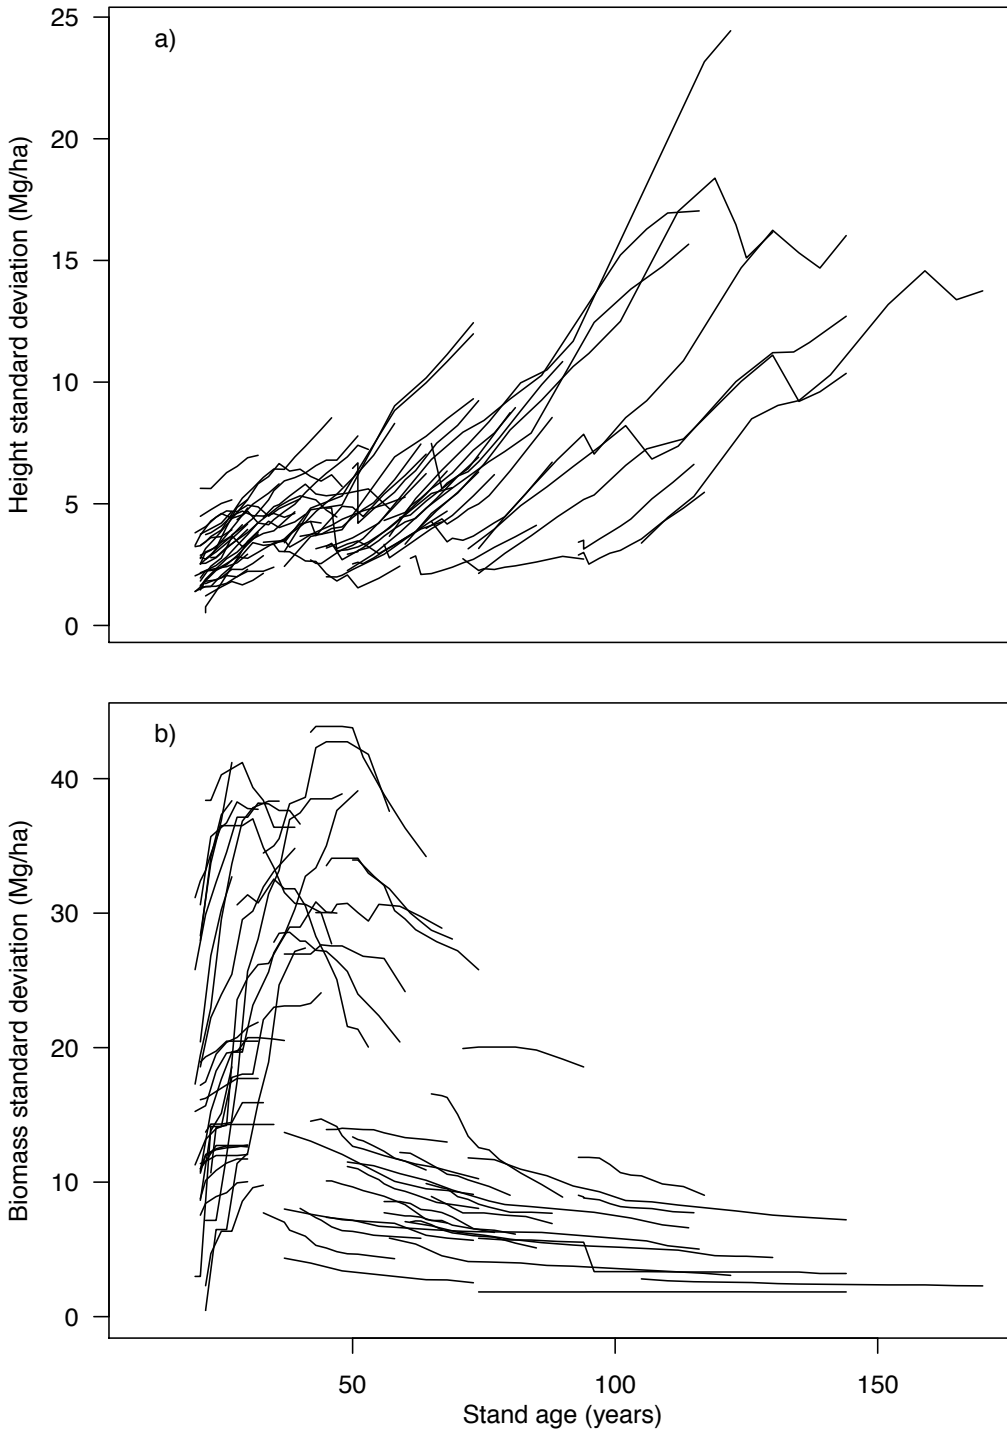 a)
25
20
15
10
5
0
Height standard deviation (Mg/ha)
b)
40
30
20
10
0
Biomass standard deviation (Mg/ha)
50 100 150
Stand age (years)